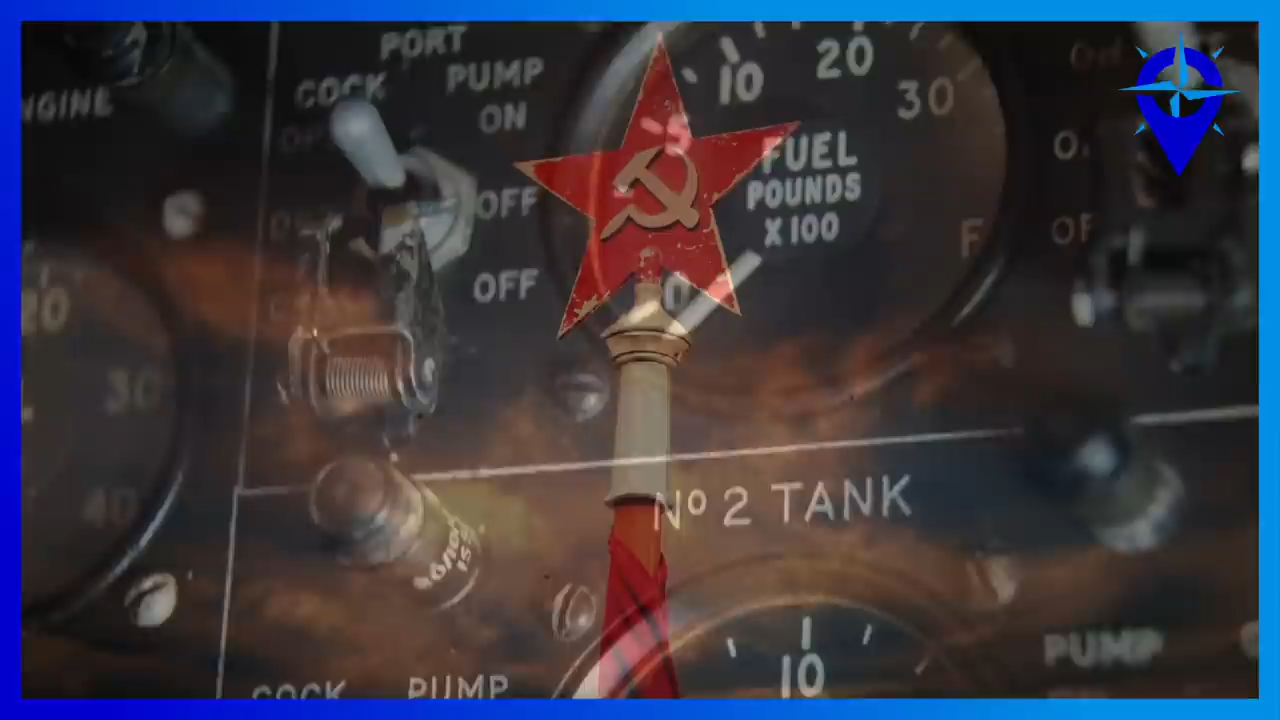 PORT
COCK PUMP
ON
OFF
OFF
10 20 30
FUEL
POUNDS
X 100
F
0
20
30
40
Nº 2 TANK
10
COCK PUMP
PUMP